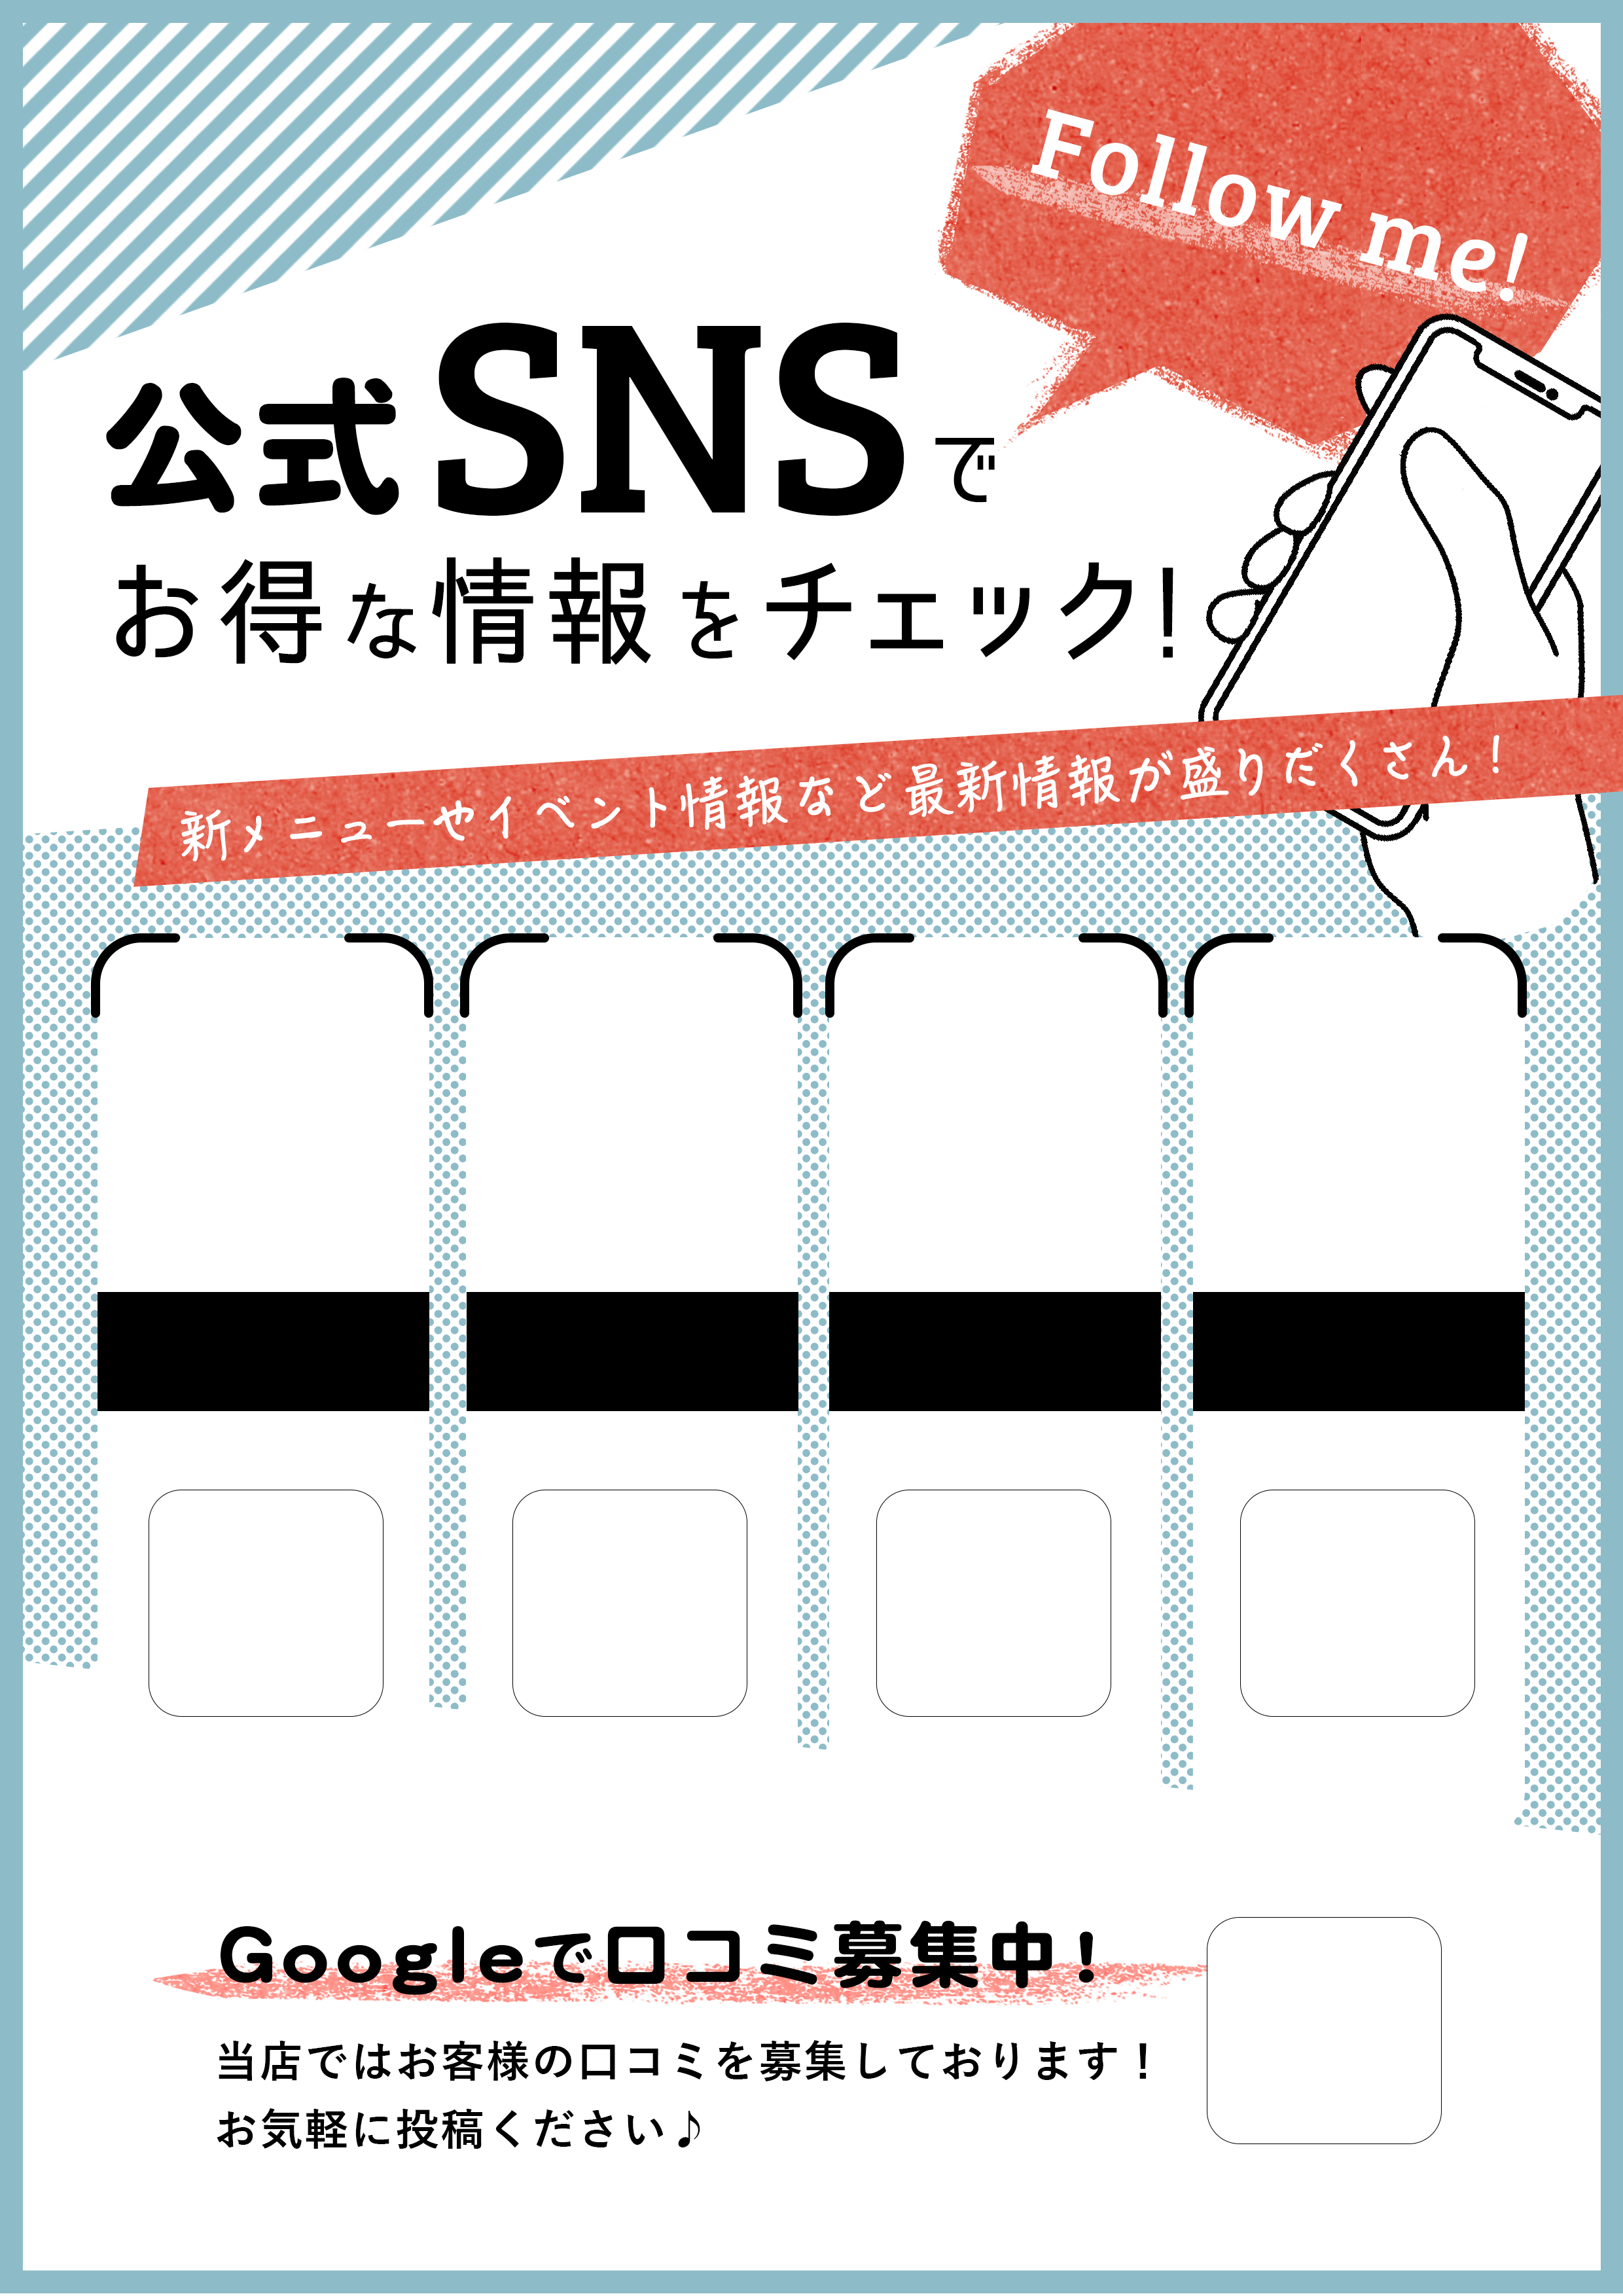 Follow me!
公式SNSで
お得な情報をチェック!
新メニューやイベント情報など最新情報が盛りだくさん！
Googleで口コミ募集中！
当店ではお客様の口コミを募集しております！
お気軽に投稿ください♪